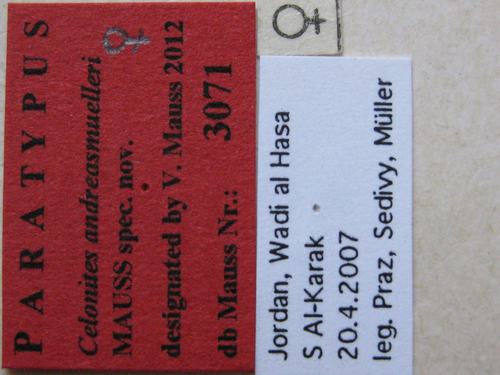 PARATYPUS
Celonites andreasmuelleri ♀
MAUSS spec. nov.
designated by V. Mauss 2012
db Mauss Nr.: 3071
♀
Jordan, Wadi al Hasa
S Al-Karak
20.4.2007
leg. Praz, Sedivy, Müller